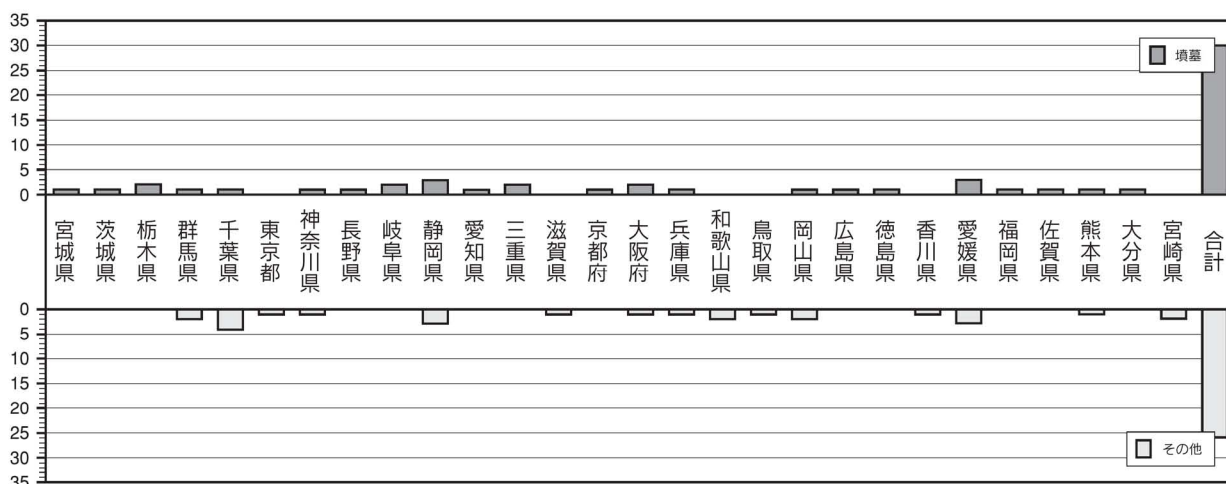 35
30
25
20
15
10
5
0
墳墓
宮城県
茨城県
栃木県
群馬県
千葉県
東京都
神奈川県
長野県
岐阜県
静岡県
愛知県
三重県
滋賀県
京都府
大阪府
兵庫県
和歌山県
鳥取県
岡山県
広島県
徳島県
香川県
愛媛県
福岡県
佐賀県
熊本県
大分県
宮崎県
合計
0
5
10
15
20
25
30
35
その他